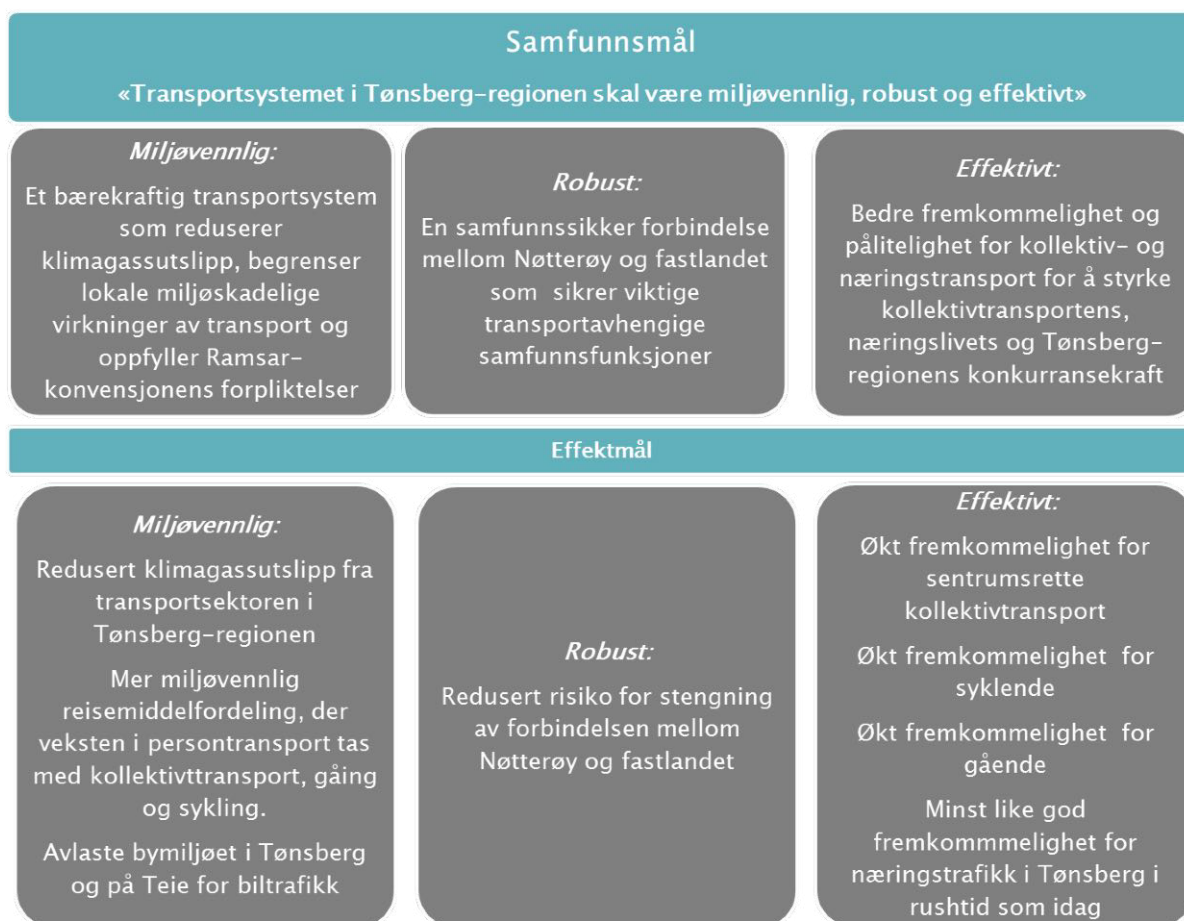 Samfunnsmål
«Transportsystemet i Tønsberg-regionen skal være miljøvennlig, robust og effektivt»
Miljøvennlig:
Et bærekraftig transportsystem
som reduserer
klimagassutslipp, begrenser
lokale miljøskadelige
virkninger av transport og
oppfyller Ramsar-
konvensjonens forpliktelser
Robust:
En samfunnssikker forbindelse
mellom Nøtterøy og fastlandet
som sikrer viktige
transportavhengige
samfunnsfunksjoner
Effektivt:
Bedre fremkommelighet og
pålitelighet for kollektiv- og
næringstransport for å styrke
kollektivtransportens,
næringslivets og Tønsberg-
regionens konkurransekraft
Effektmål
Miljøvennlig:
Redusert klimagassutslipp fra
transportsektoren i
Tønsberg-regionen
Mer miljøvennlig
reisemiddelfordeling, der
veksten i persontransport tas
med kollektivttransport, gåing
og sykling.
Avlaste bymiljøet i Tønsberg
og på Teie for biltrafikk
Robust:
Redusert risiko for stengning
av forbindelsen mellom
Nøtterøy og fastlandet
Effektivt:
Økt fremkommelighet for
sentrumsrette
kollektivtransport
Økt fremkommelighet for
syklende
Økt fremkommelighet for
gående
Minst like god
fremkommmelighet for
næringstrafikk i Tønsberg i
rushtid som idag